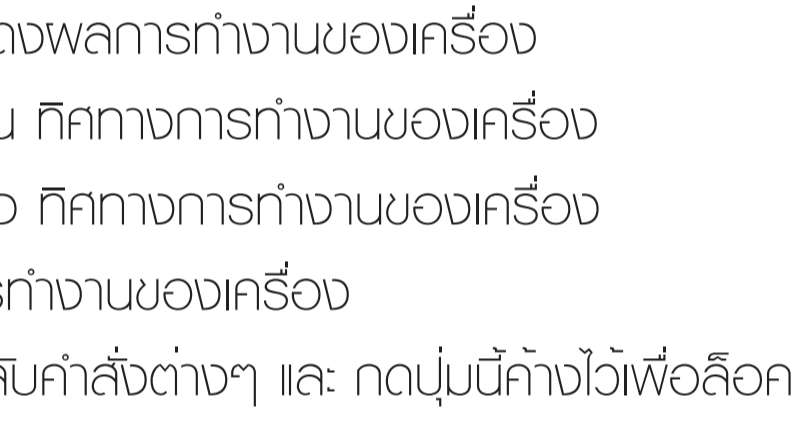 งผลการทำงานของเครื่อง
ทิศทางการทำงานของเครื่อง
ทิศทางการทำงานของเครื่อง
ทำงานของเครื่อง
คำสั่งต่างๆ และ กดปุ่มนี้ค้างไว้เพื่อล็อค